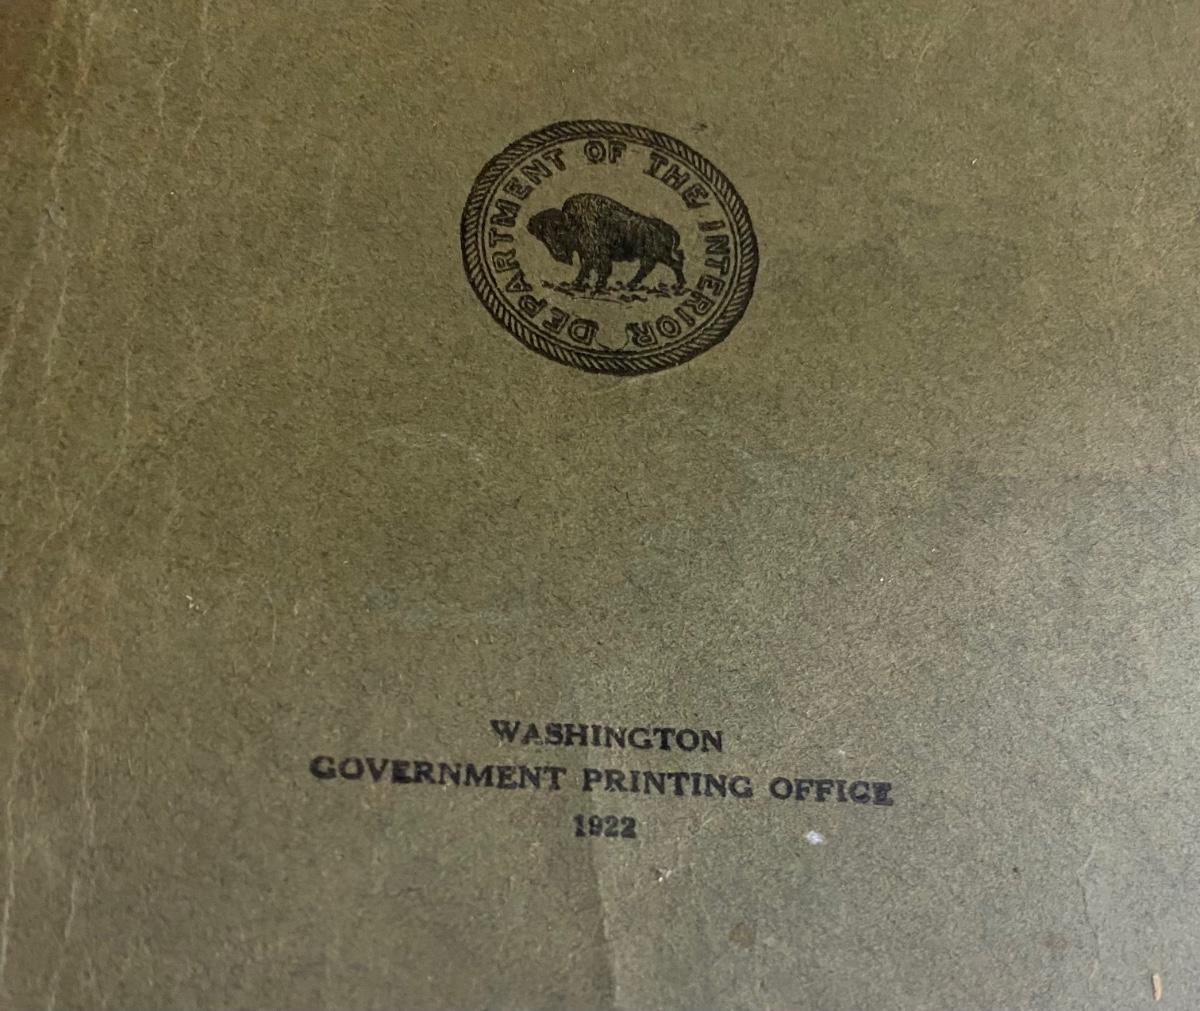 DEPARTMENT OF THE INTERIOR
WASHINGTON
GOVERNMENT PRINTING OFFICE
1922